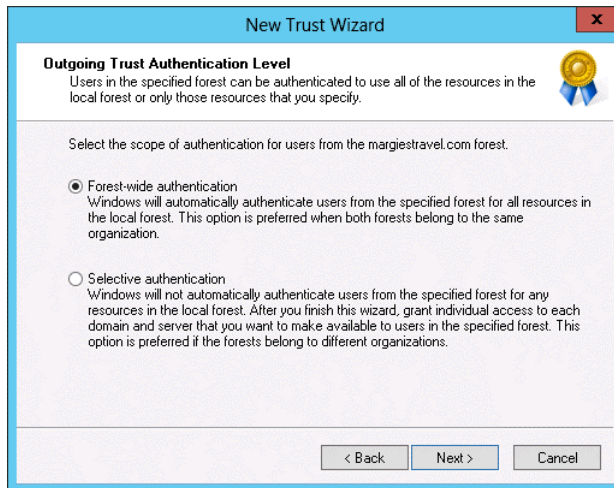 New Trust Wizard
x
Outgoing Trust Authentication Level
Users in the specified forest can be authenticated to use all of the resources in the
local forest or only those resources that you specify.
Select the scope of authentication for users from the margiestravel.com forest.
Forest-wide authentication
Windows will automatically authenticate users from the specified forest for all resources in
the local forest. This option is preferred when both forests belong to the same
organization.
Selective authentication
Windows will not automatically authenticate users from the specified forest for any
resources in the local forest. After you finish this wizard, grant individual access to each
domain and server that you want to make available to users in the specified forest. This
option is preferred if the forests belong to different organizations.
< Back Next > Cancel